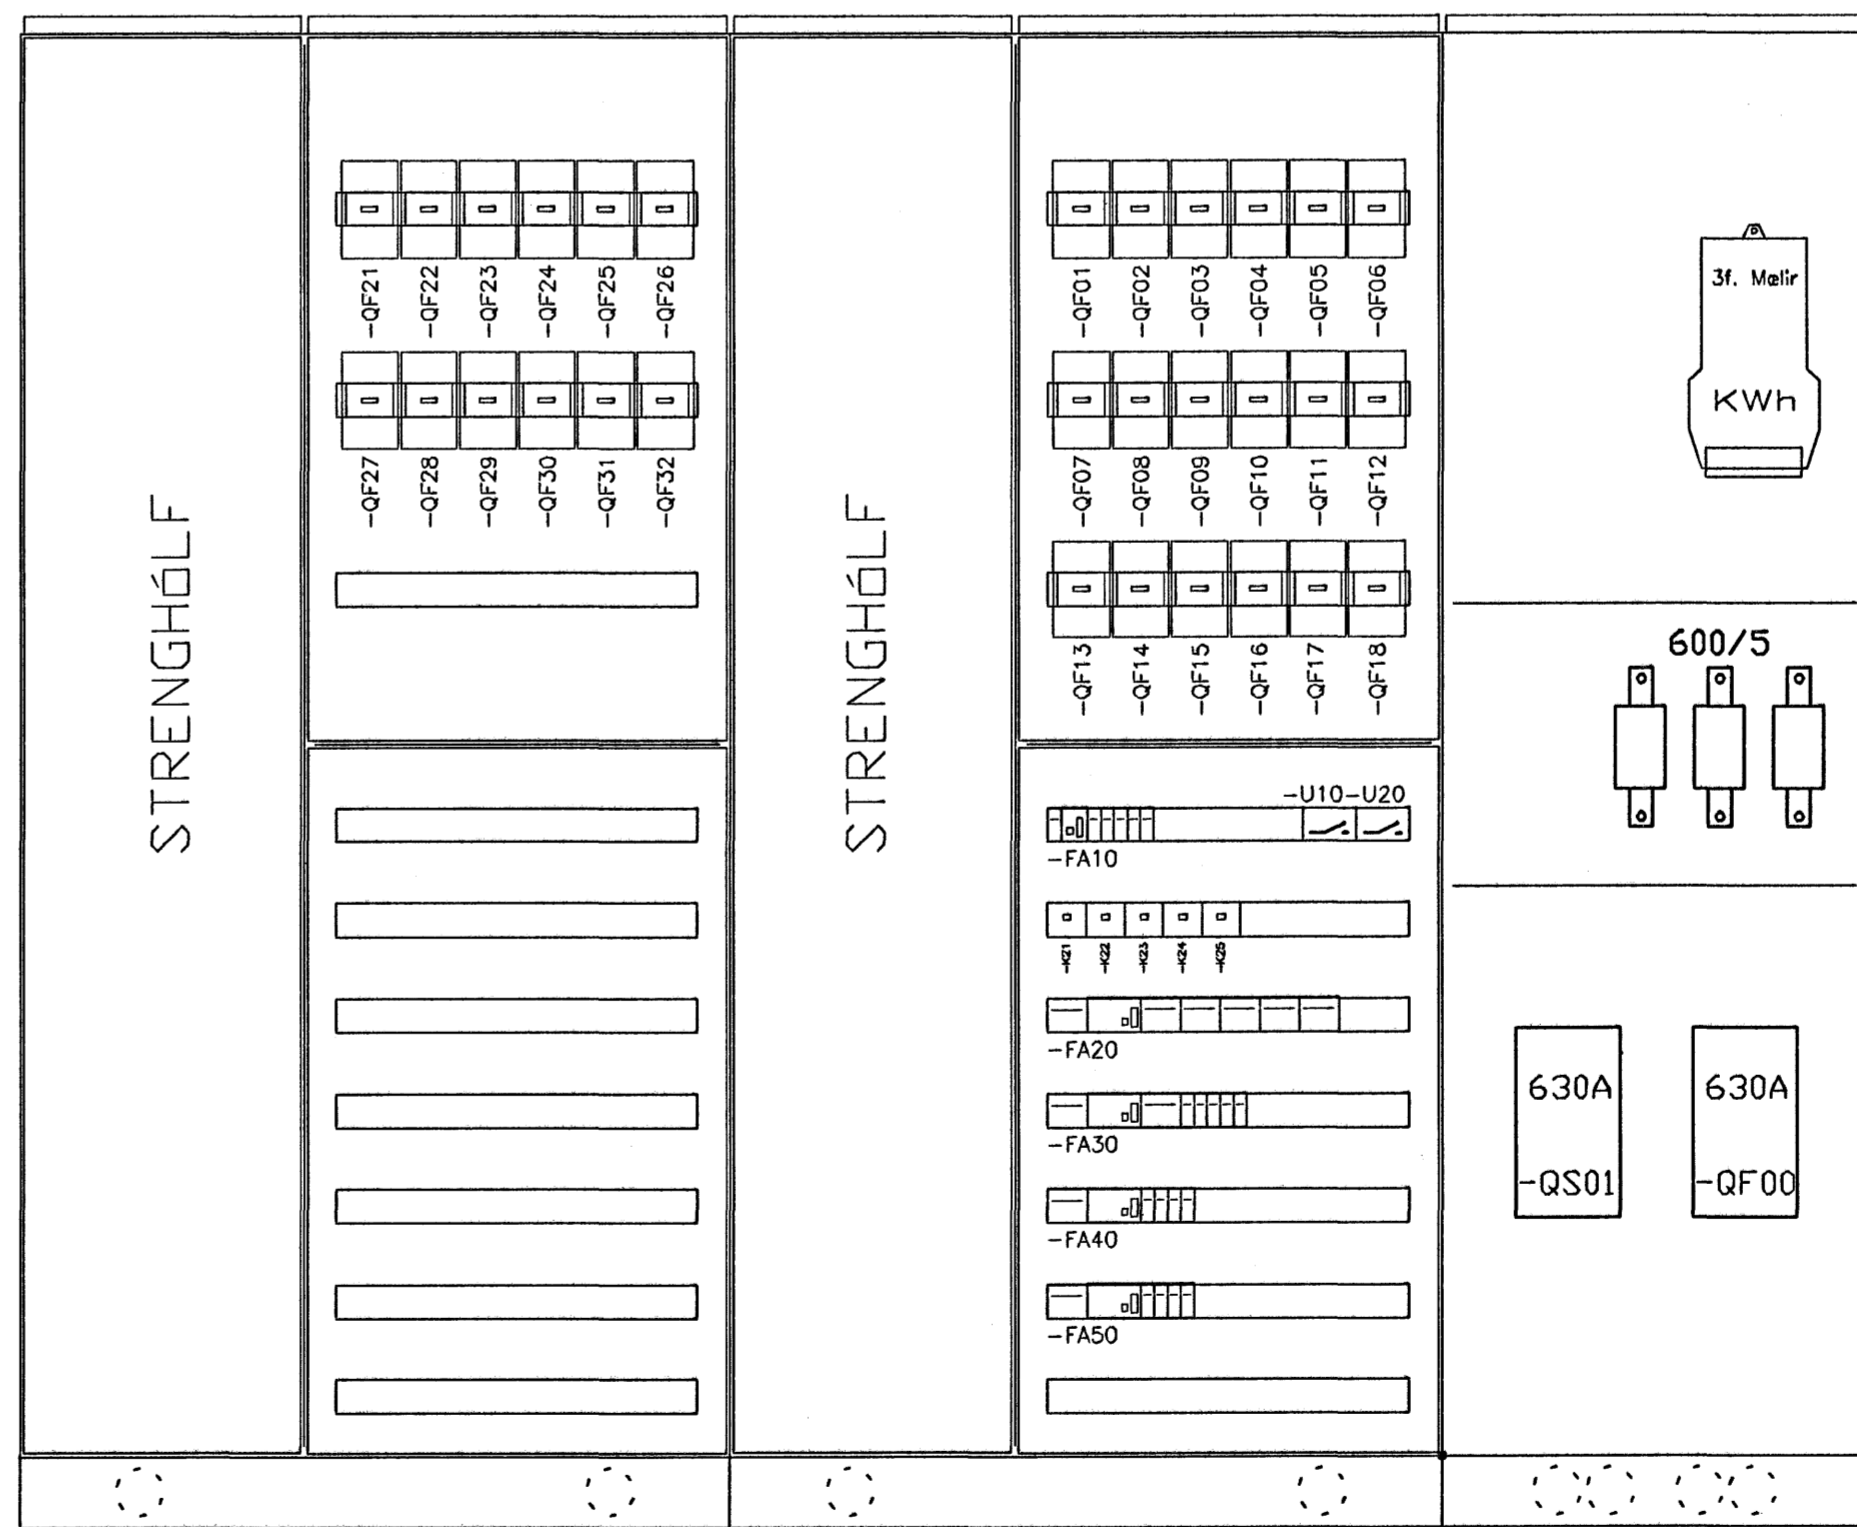 STRENGHÓLF
-QF21 -QF22 -QF23 -QF24 -QF25 -QF26
-QF27 -QF28 -QF29 -QF30 -QF31 -QF32
STRENGHÓLF
-QF01 -QF02 -QF03 -QF04 -QF05 -QF06
-QF07 -QF08 -QF09 -QF10 -QF11 -QF12
-QF13 -QF14 -QF15 -QF16 -QF17 -QF18
-U10-U20
-FA10
-K21 -K22 -K23 -K24 -K25
-FA20
-FA30
-FA40
-FA50
3f. Mælir
KWh
600/5
630A
-QS01
630A
-QF00